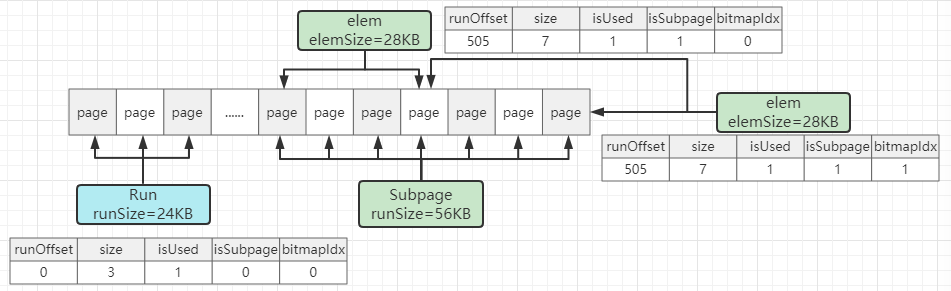 elem
elemSize=28KB
runOffset size isUsed isSubpage bitmapIdx
505 7 1 1 0
page page page ...... page page page page page page page
elem
elemSize=28KB
runOffset size isUsed isSubpage bitmapIdx
505 7 1 1 1
Run
runSize=24KB
Subpage
runSize=56KB
runOffset size isUsed isSubpage bitmapIdx
0 3 1 0 0